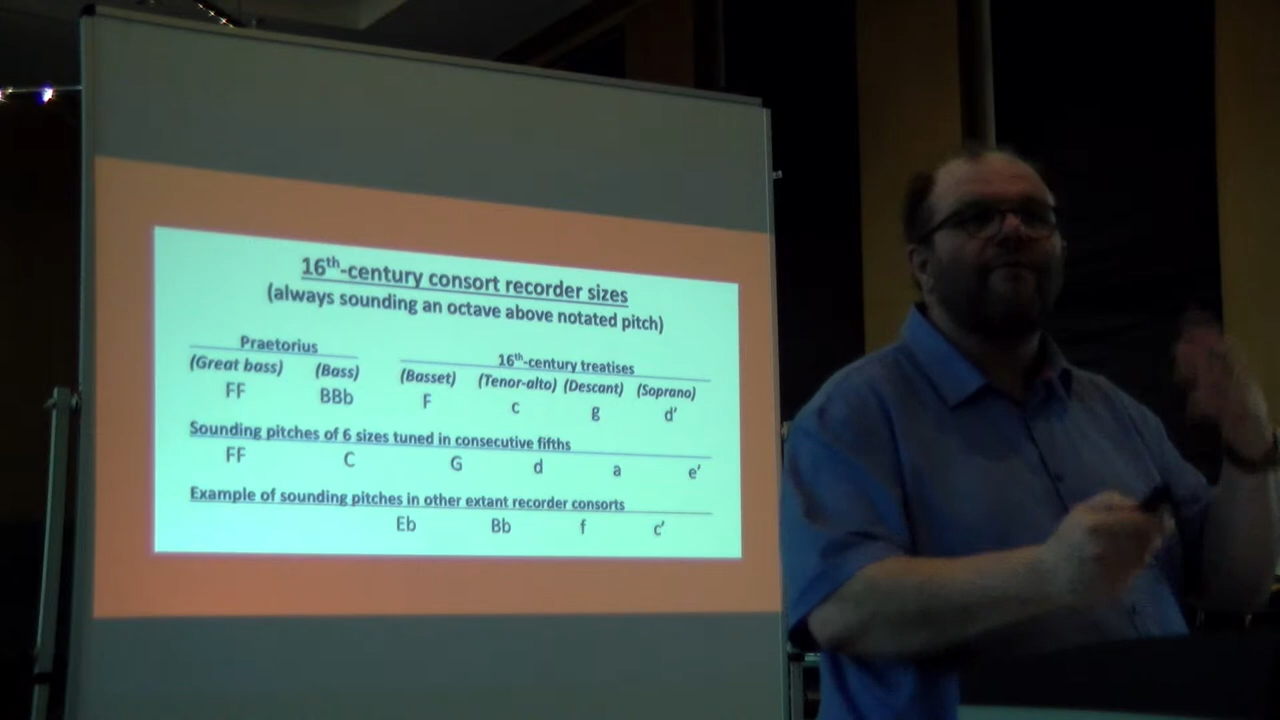 16th-century consort recorder sizes
(always sounding an octave above notated pitch)
Praetorius
16th-century treatises
(Great bass) (Bass) (Basset) (Tenor-alto) (Descant) (Soprano)
FF BBb F c g d'
Sounding pitches of 6 sizes tuned in consecutive fifths
FF C G d a e'
Example of sounding pitches in other extant recorder consorts
Eb Bb f c'